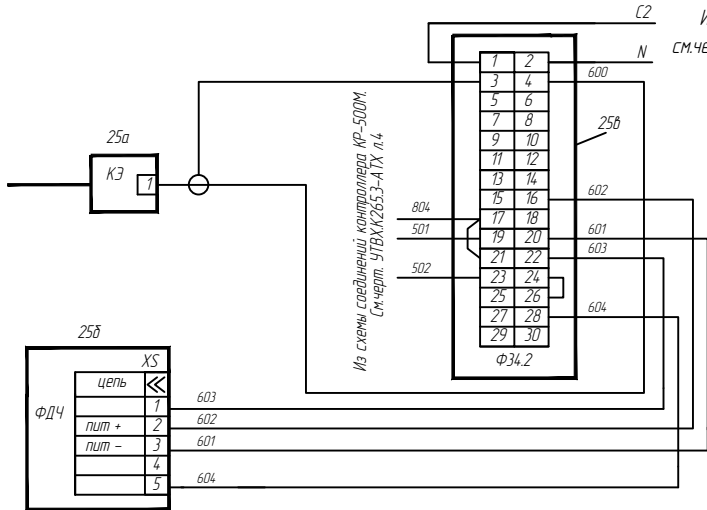 C2
И
N
СМ.ЧЕ
600
1 2
3 4
5 6
7 8
9 10
11 12
13 14
15 16
17 18
19 20
21 22
23 24
25 26
27 28
29 30
Ф34.2
25в
602
601
603
604
804
501
502
Из схемы соединений контроллера КР-500М.
См.черт. УТВХ.К265.3-АТХ л.4
25а
КЭ
1
25б
XS
ФДЧ
цепь
1
603
пит + 2
602
пит - 3
601
4
5
604